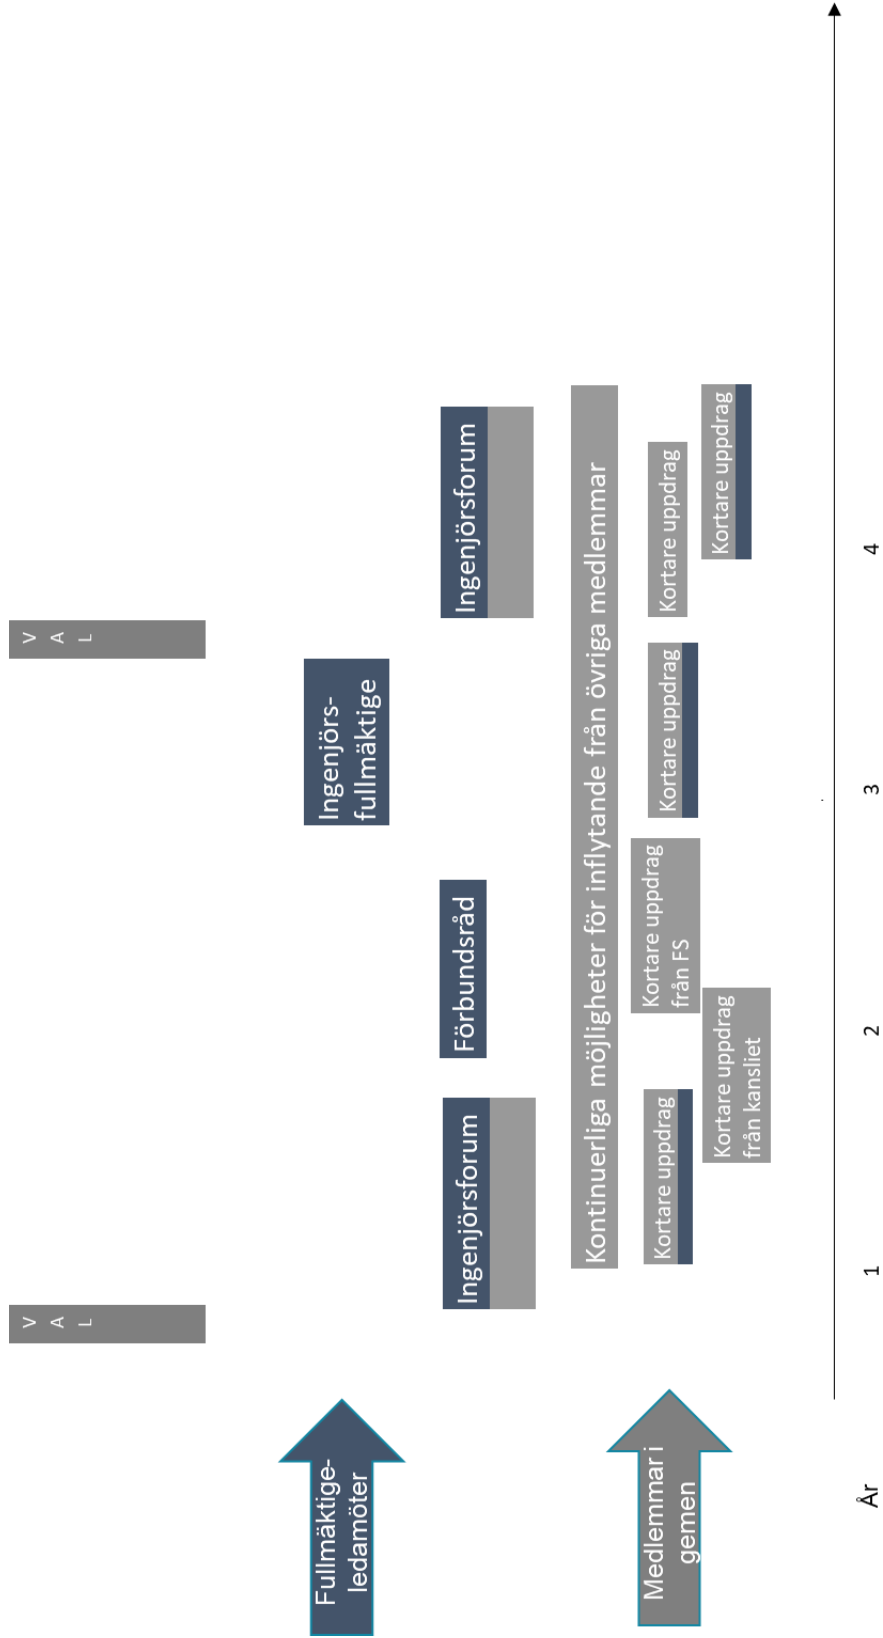 V
A
L
V
A
L
Fullmäktige-
ledamöter
Ingenjörs-
fullmäktige
Ingenjörsforum
Förbundsråd
Ingenjörsforum
Kontinuerliga möjligheter för inflytande från övriga medlemmar
Medlemmar i
gemen
Kortare uppdrag
Kortare uppdrag
från FS
Kortare uppdrag
Kortare uppdrag
Kortare uppdrag
från kansliet
Kortare uppdrag
År
1
2
3
4